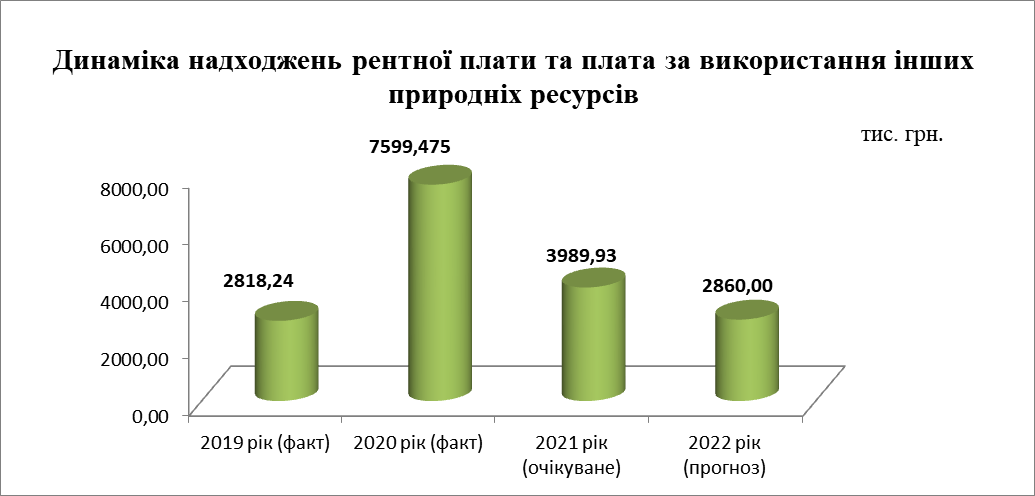 Динаміка надходжень рентної плати та плата за використання інших
природніх ресурсів
тис. грн.
7599,475
8000,00
6000,00
3989,93
2818,24
2860,00
4000,00
2000,00
0,00
2019 рік (факт)
2020 рік (факт)
2021 рік
(очікуване)
2022 рік
(прогноз)